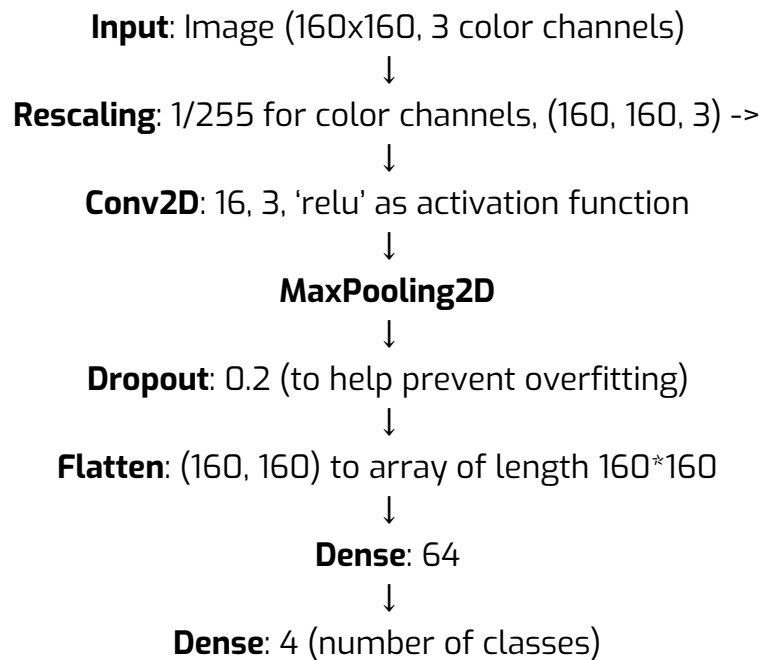 Input: Image (160x160, 3 color channels)
↓
Rescaling: 1/255 for color channels, (160, 160, 3) ->
↓
Conv2D: 16, 3, ‘relu’ as activation function
↓
MaxPooling2D
↓
Dropout: 0.2 (to help prevent overfitting)
↓
Flatten: (160, 160) to array of length 160*160
↓
Dense: 64
↓
Dense: 4 (number of classes)